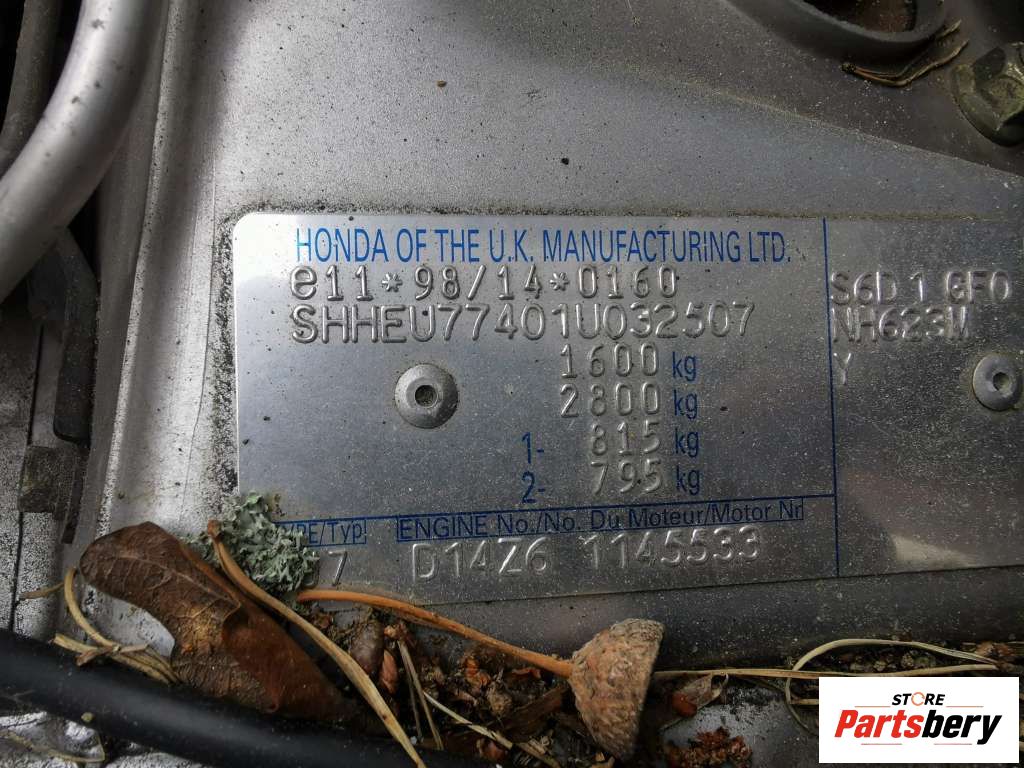 HONDA OF THE U.K. MANUFACTURING LTD.
e11*98/14*0160
SHHEU77401U032507
1600 kg
2800 kg
1- 815 kg
2- 795 kg
S6D 1 GF0
NH623M
Y
/Typ ENGINE No./No. Du Moteur/Motor Nr
D14Z6 1145533
STORE
Partsbery